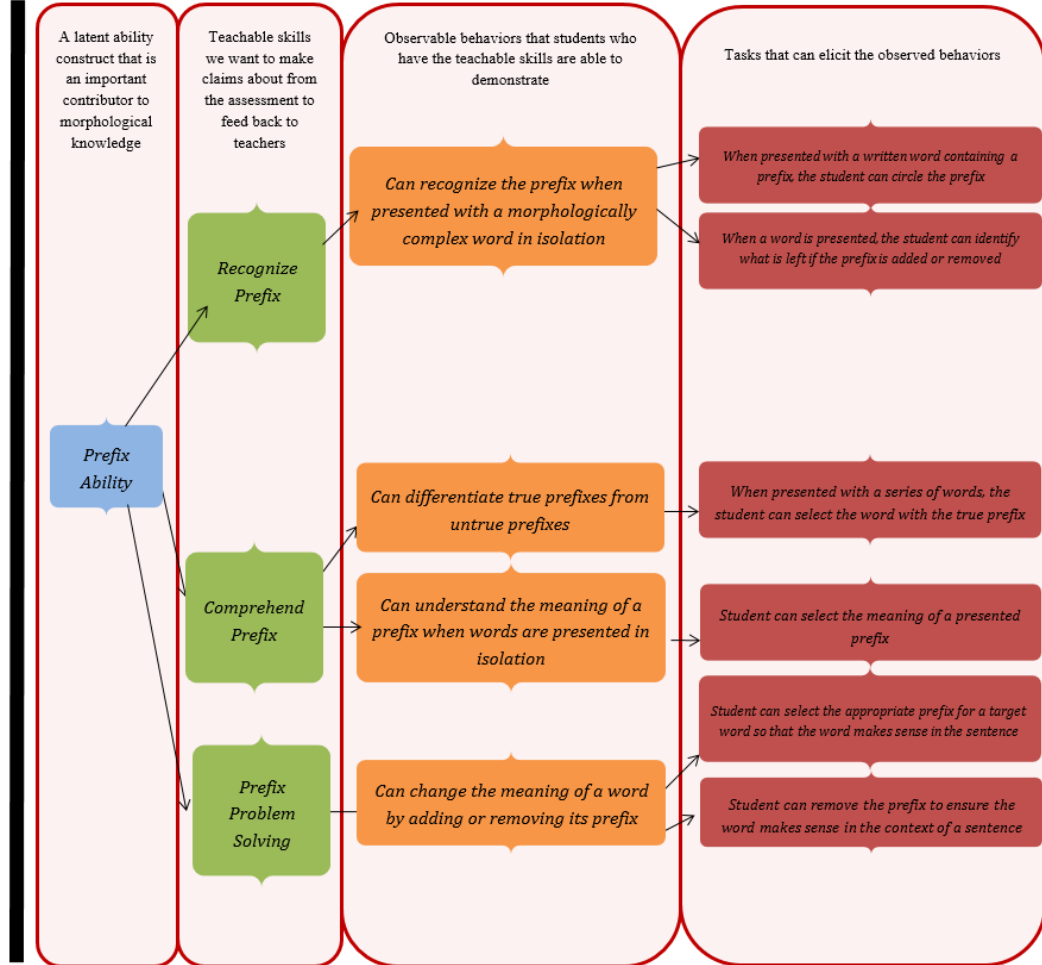 A latent ability
construct that is
an important
contributor to
morphological
knowledge
Teachable skills
we want to make
claims about from
the assessment to
feed back to
teachers
Observable behaviors that students who
have the teachable skills are able to
demonstrate
Tasks that can elicit the observed behaviors
Prefix
Ability
Recognize
Prefix
Comprehend
Prefix
Prefix
Problem
Solving
Can recognize the prefix when
presented with a morphologically
complex word in isolation
Can differentiate true prefixes from
untrue prefixes
Can understand the meaning of a
prefix when words are presented in
isolation
Can change the meaning of a word
by adding or removing its prefix
When presented with a written word containing a
prefix, the student can circle the prefix
When a word is presented, the student can identify
what is left if the prefix is added or removed
When presented with a series of words, the
student can select the word with the true prefix
Student can select the meaning of a presented
prefix
Student can select the appropriate prefix for a target
word so that the word makes sense in the sentence
Student can remove the prefix to ensure the
word makes sense in the context of a sentence